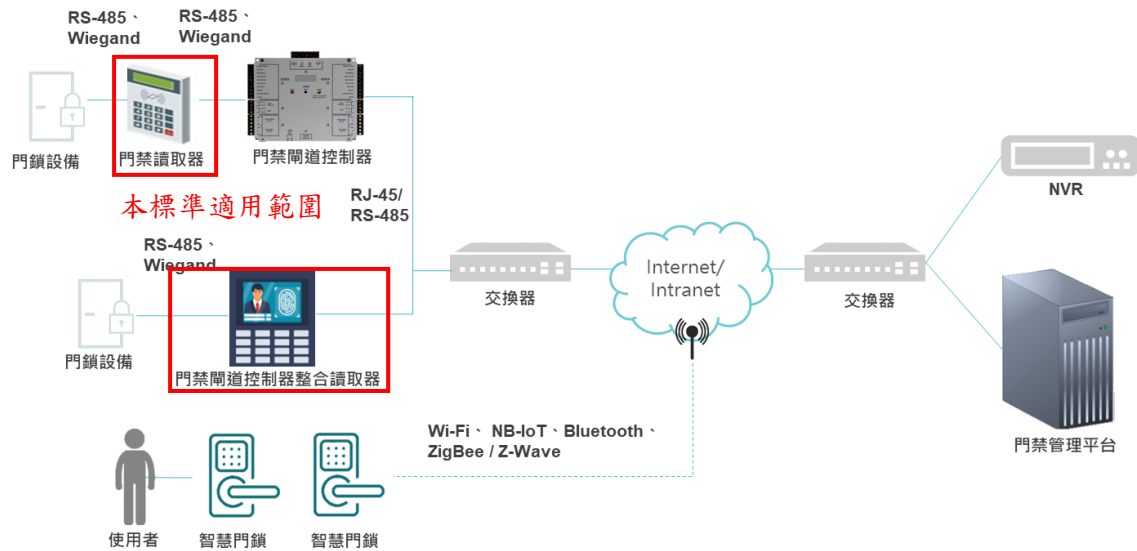 RS-485、
Wiegand
RS-485、
Wiegand
門鎖設備
門禁讀取器
門禁閘道控制器
本標準適用範圍
RJ-45/
RS-485
NVR
RS-485、
Wiegand
Internet/
Intranet
交換器
交換器
門鎖設備
門禁閘道控制器整合讀取器
Wi-Fi、 NB-IoT、Bluetooth、
ZigBee / Z-Wave
門禁管理平台
使用者
智慧門鎖
智慧門鎖